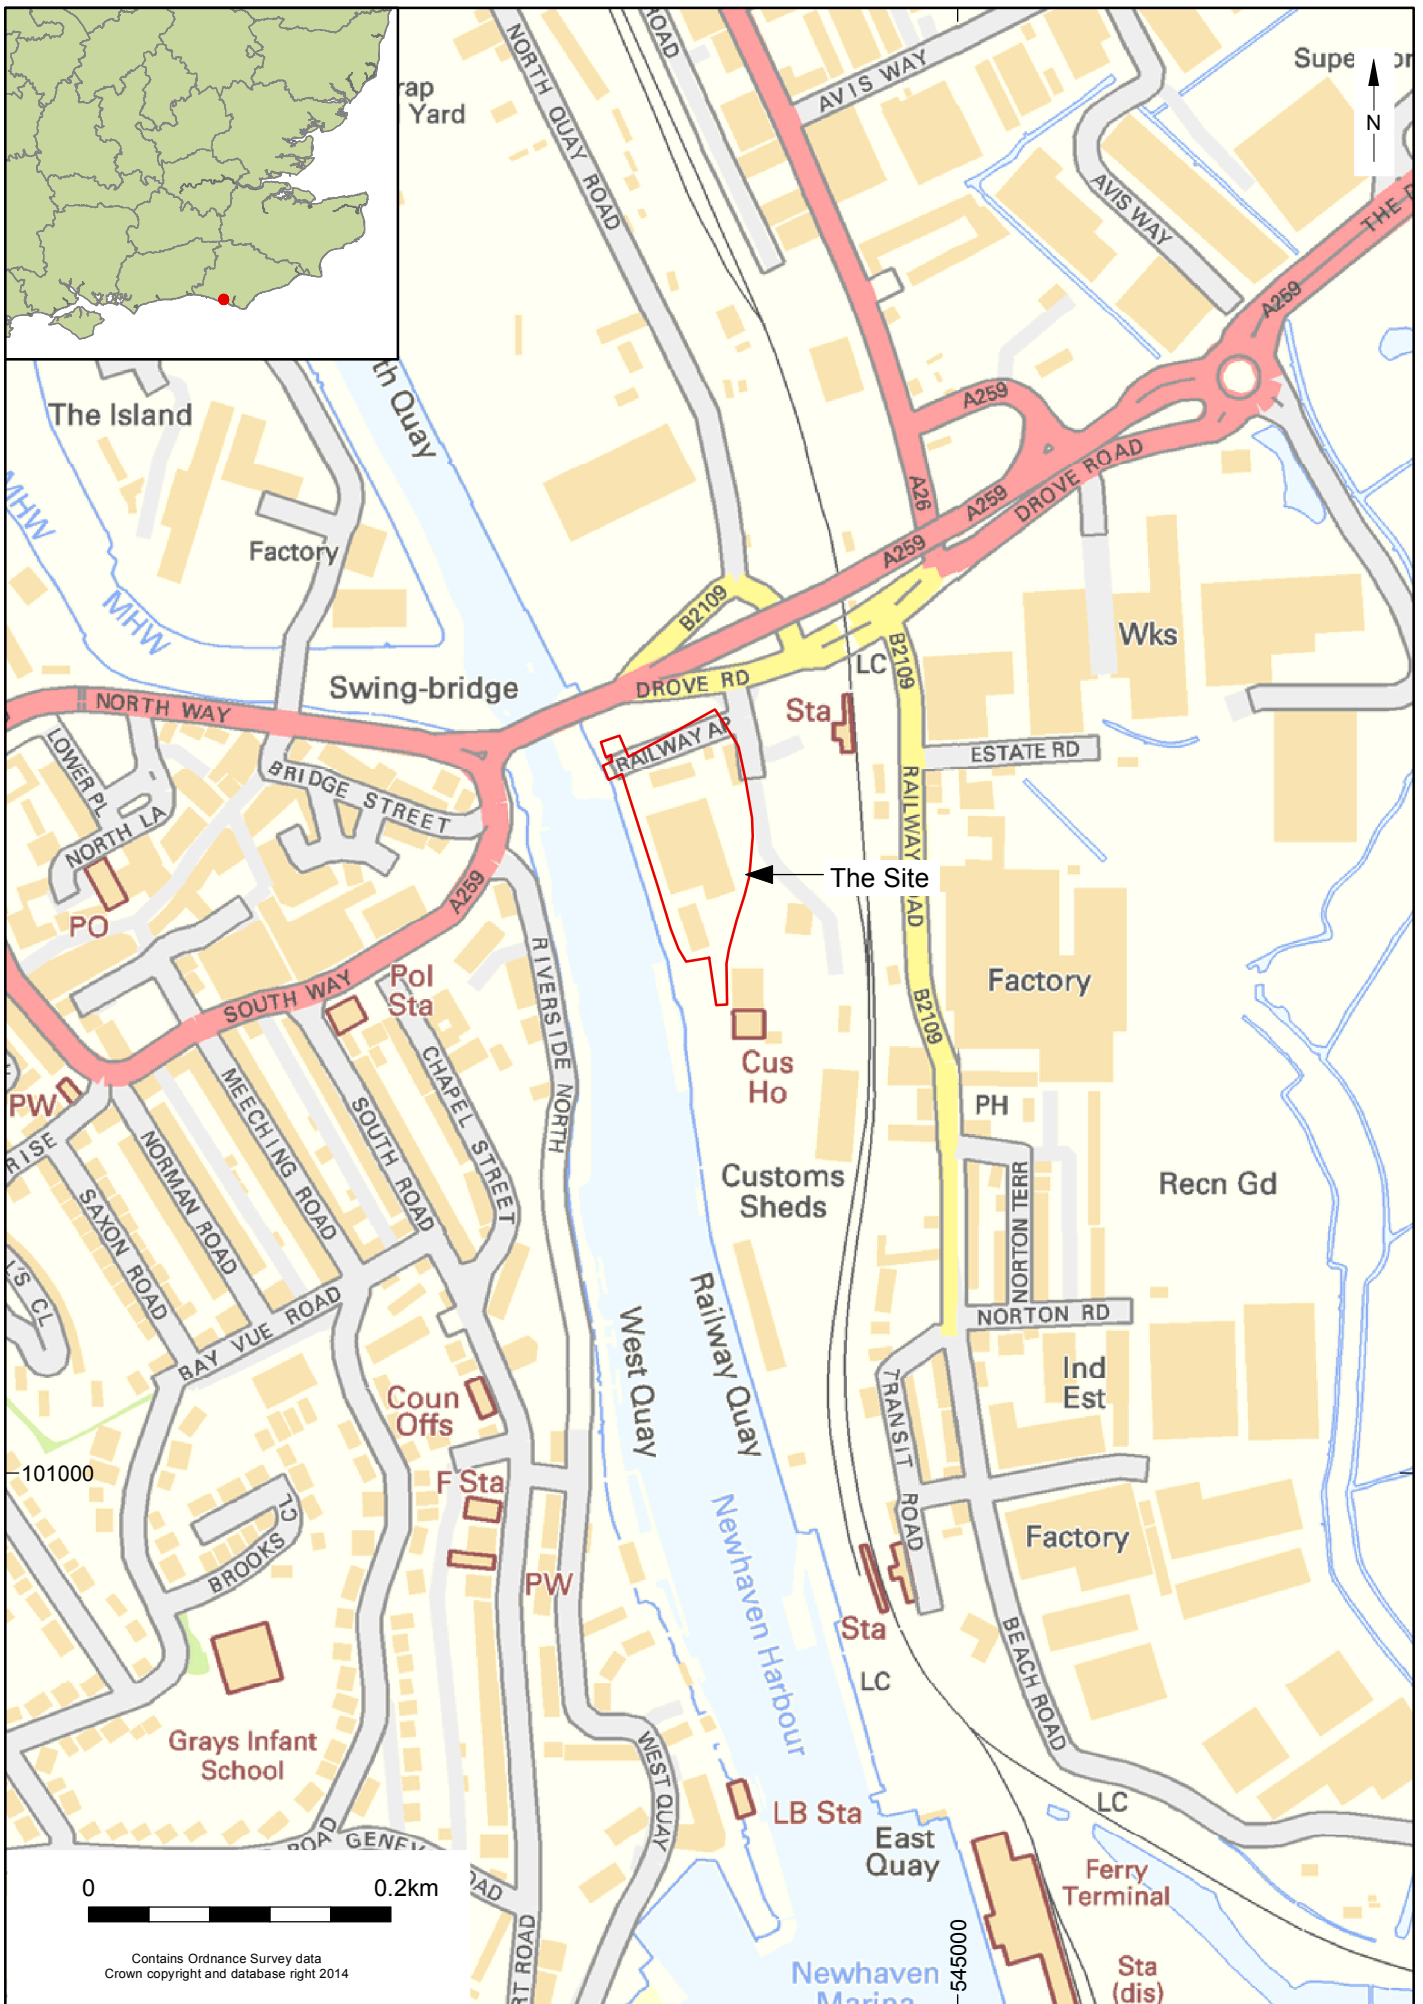 NORTH QUAY ROAD
ROAD
AVIS WAY
N
rap
Yard
AVIS WAY
A259
The Island
th Quay
A259
MHW
A26
A259
DROVE ROAD
Factory
A259
MHW
B2109
Wks
B2109
LC
Swing-bridge
DROVE RD
NORTH WAY
Sta
RAILWAY
ESTATE RD
LOWER PL
BRIDGE STREET
RAILWAY ROAD
NORTH LA
The Site
A259
PO
RIVERSIDE NORTH
Pol
Sta
Factory
SOUTH WAY
B2109
Cus
Ho
CHAPEL STREET
PW
PH
MEECHING ROAD
SOUTH ROAD
RISE
NORMAN ROAD
Customs
Sheds
Recn Gd
SAXON ROAD
NORTON TERR
Railway Quay
NORTON RD
BAY VUE ROAD
West Quay
Ind
Est
Coun
Offs
TRANSIT ROAD
101000
F Sta
Newhaven Harbour
BROOKS CL
Factory
PW
Sta
BEACH ROAD
LC
Grays Infant
School
WEST QUAY
LC
LB Sta
East
Quay
ROAD
Ferry
Terminal
0 0.2km
545000
Contains Ordnance Survey data
Crown copyright and database right 2014
Newhaven
Marina
Sta
(dis)